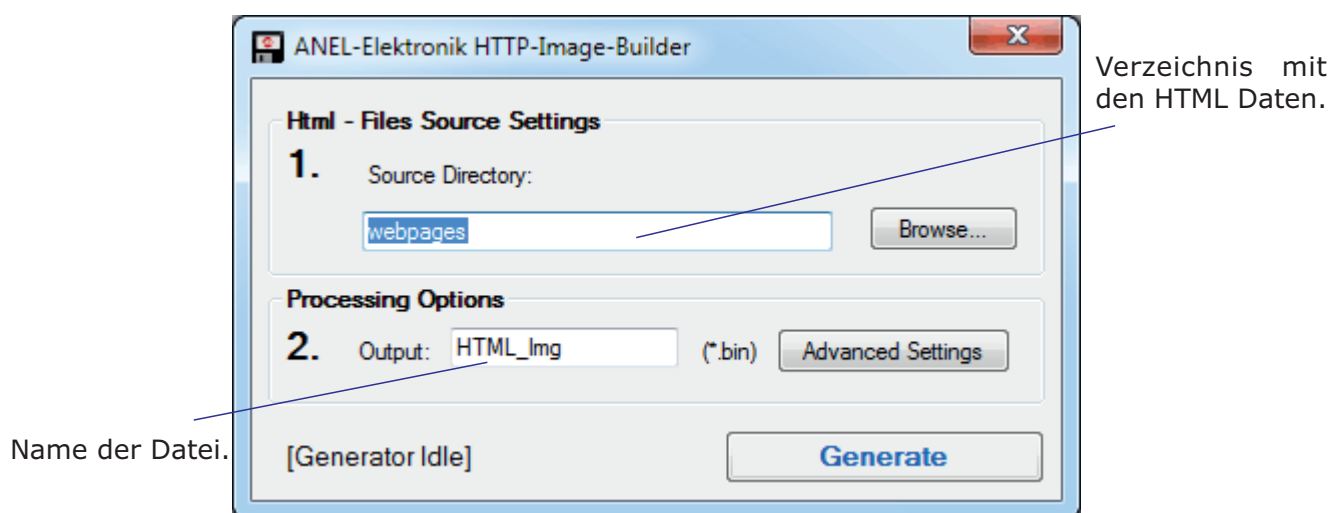 ANEL-Elektronik HTTP-Image-Builder
Verzeichnis mit
den HTML Daten.
Html - Files Source Settings
1.
Source Directory:
webpages
Browse...
Processing Options
2. Output: HTML_Img (*.bin) Advanced Settings
Name der Datei.
[Generator Idle] Generate